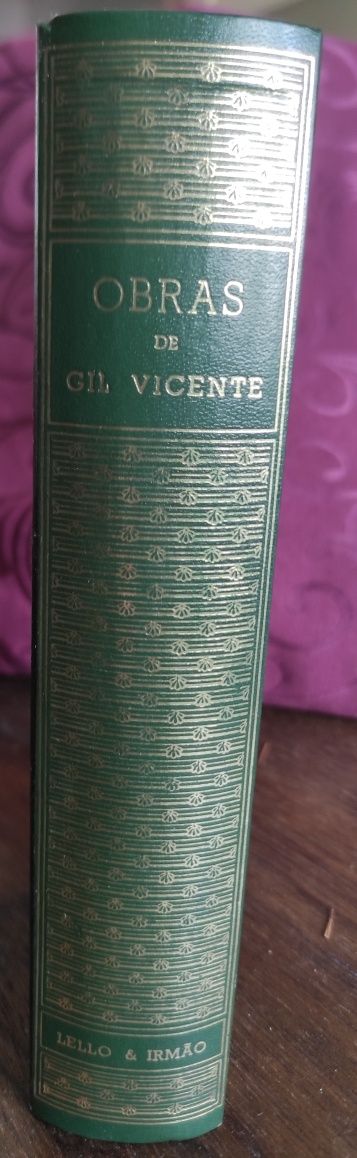 OBRAS
DE
GIL VICENTE
LELLO & IRMÃO